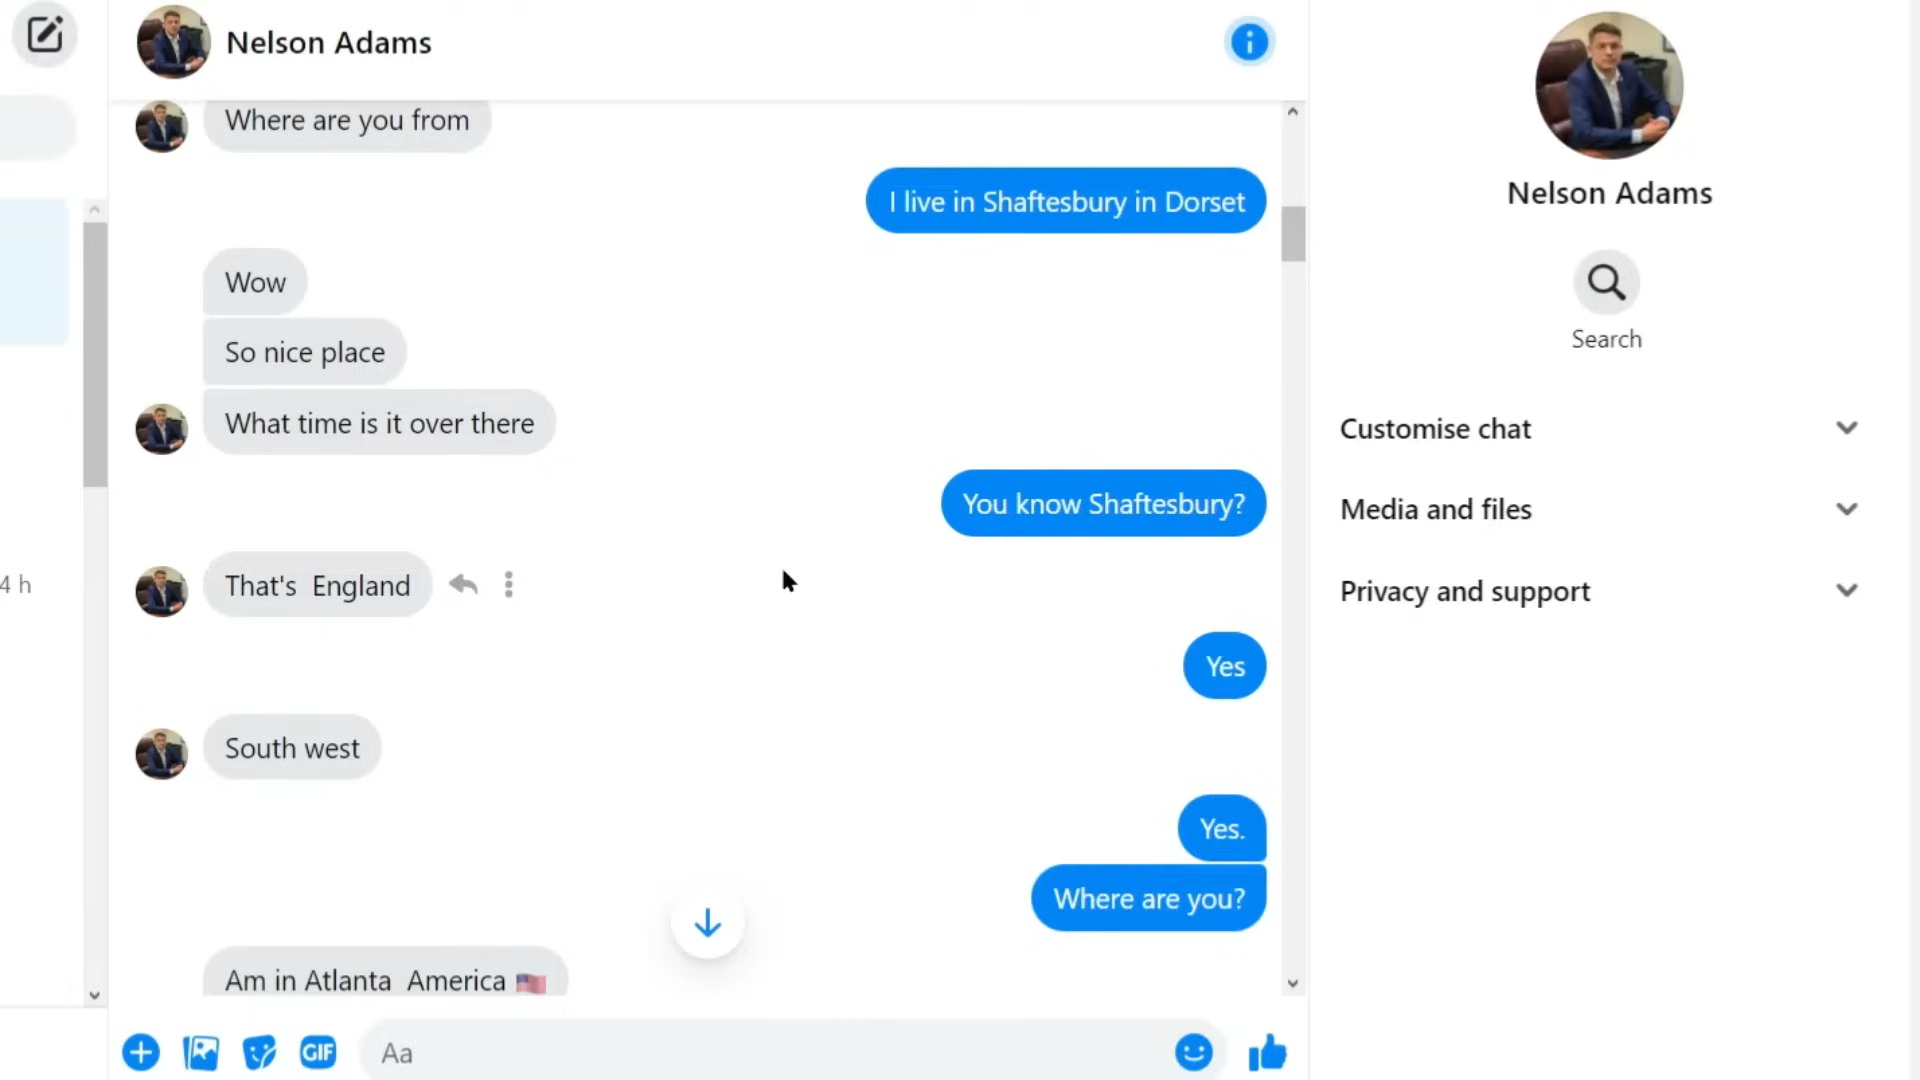 Nelson Adams
Where are you from
I live in Shaftesbury in Dorset
Wow
So nice place
What time is it over there
You know Shaftesbury?
That's England
Yes
South west
Yes.
Where are you?
Am in Atlanta America 🇺🇸
GIF
Aa
4 h
Nelson Adams
Search
Customise chat
Media and files
Privacy and support